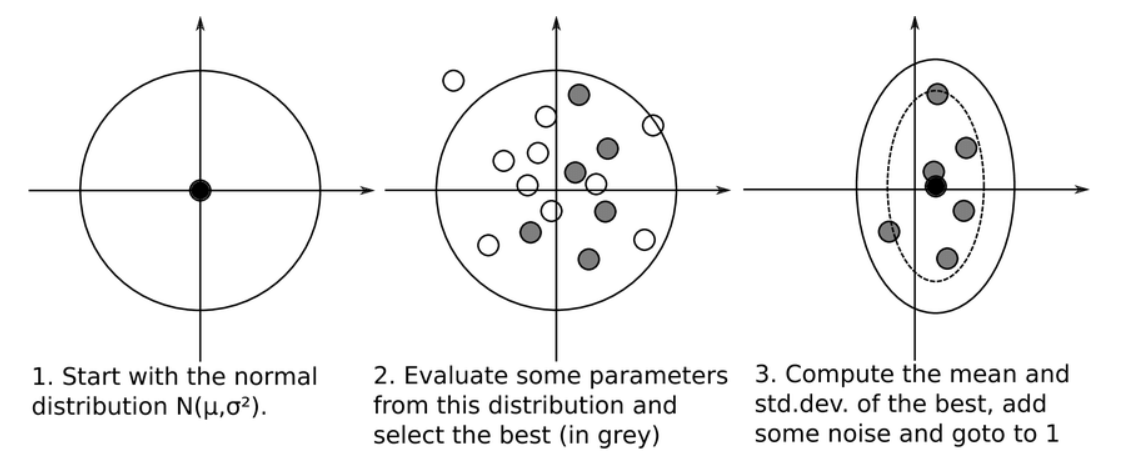 1. Start with the normal
distribution N(μ,σ²).
2. Evaluate some parameters
from this distribution and
select the best (in grey)
3. Compute the mean and
std.dev. of the best, add
some noise and goto to 1